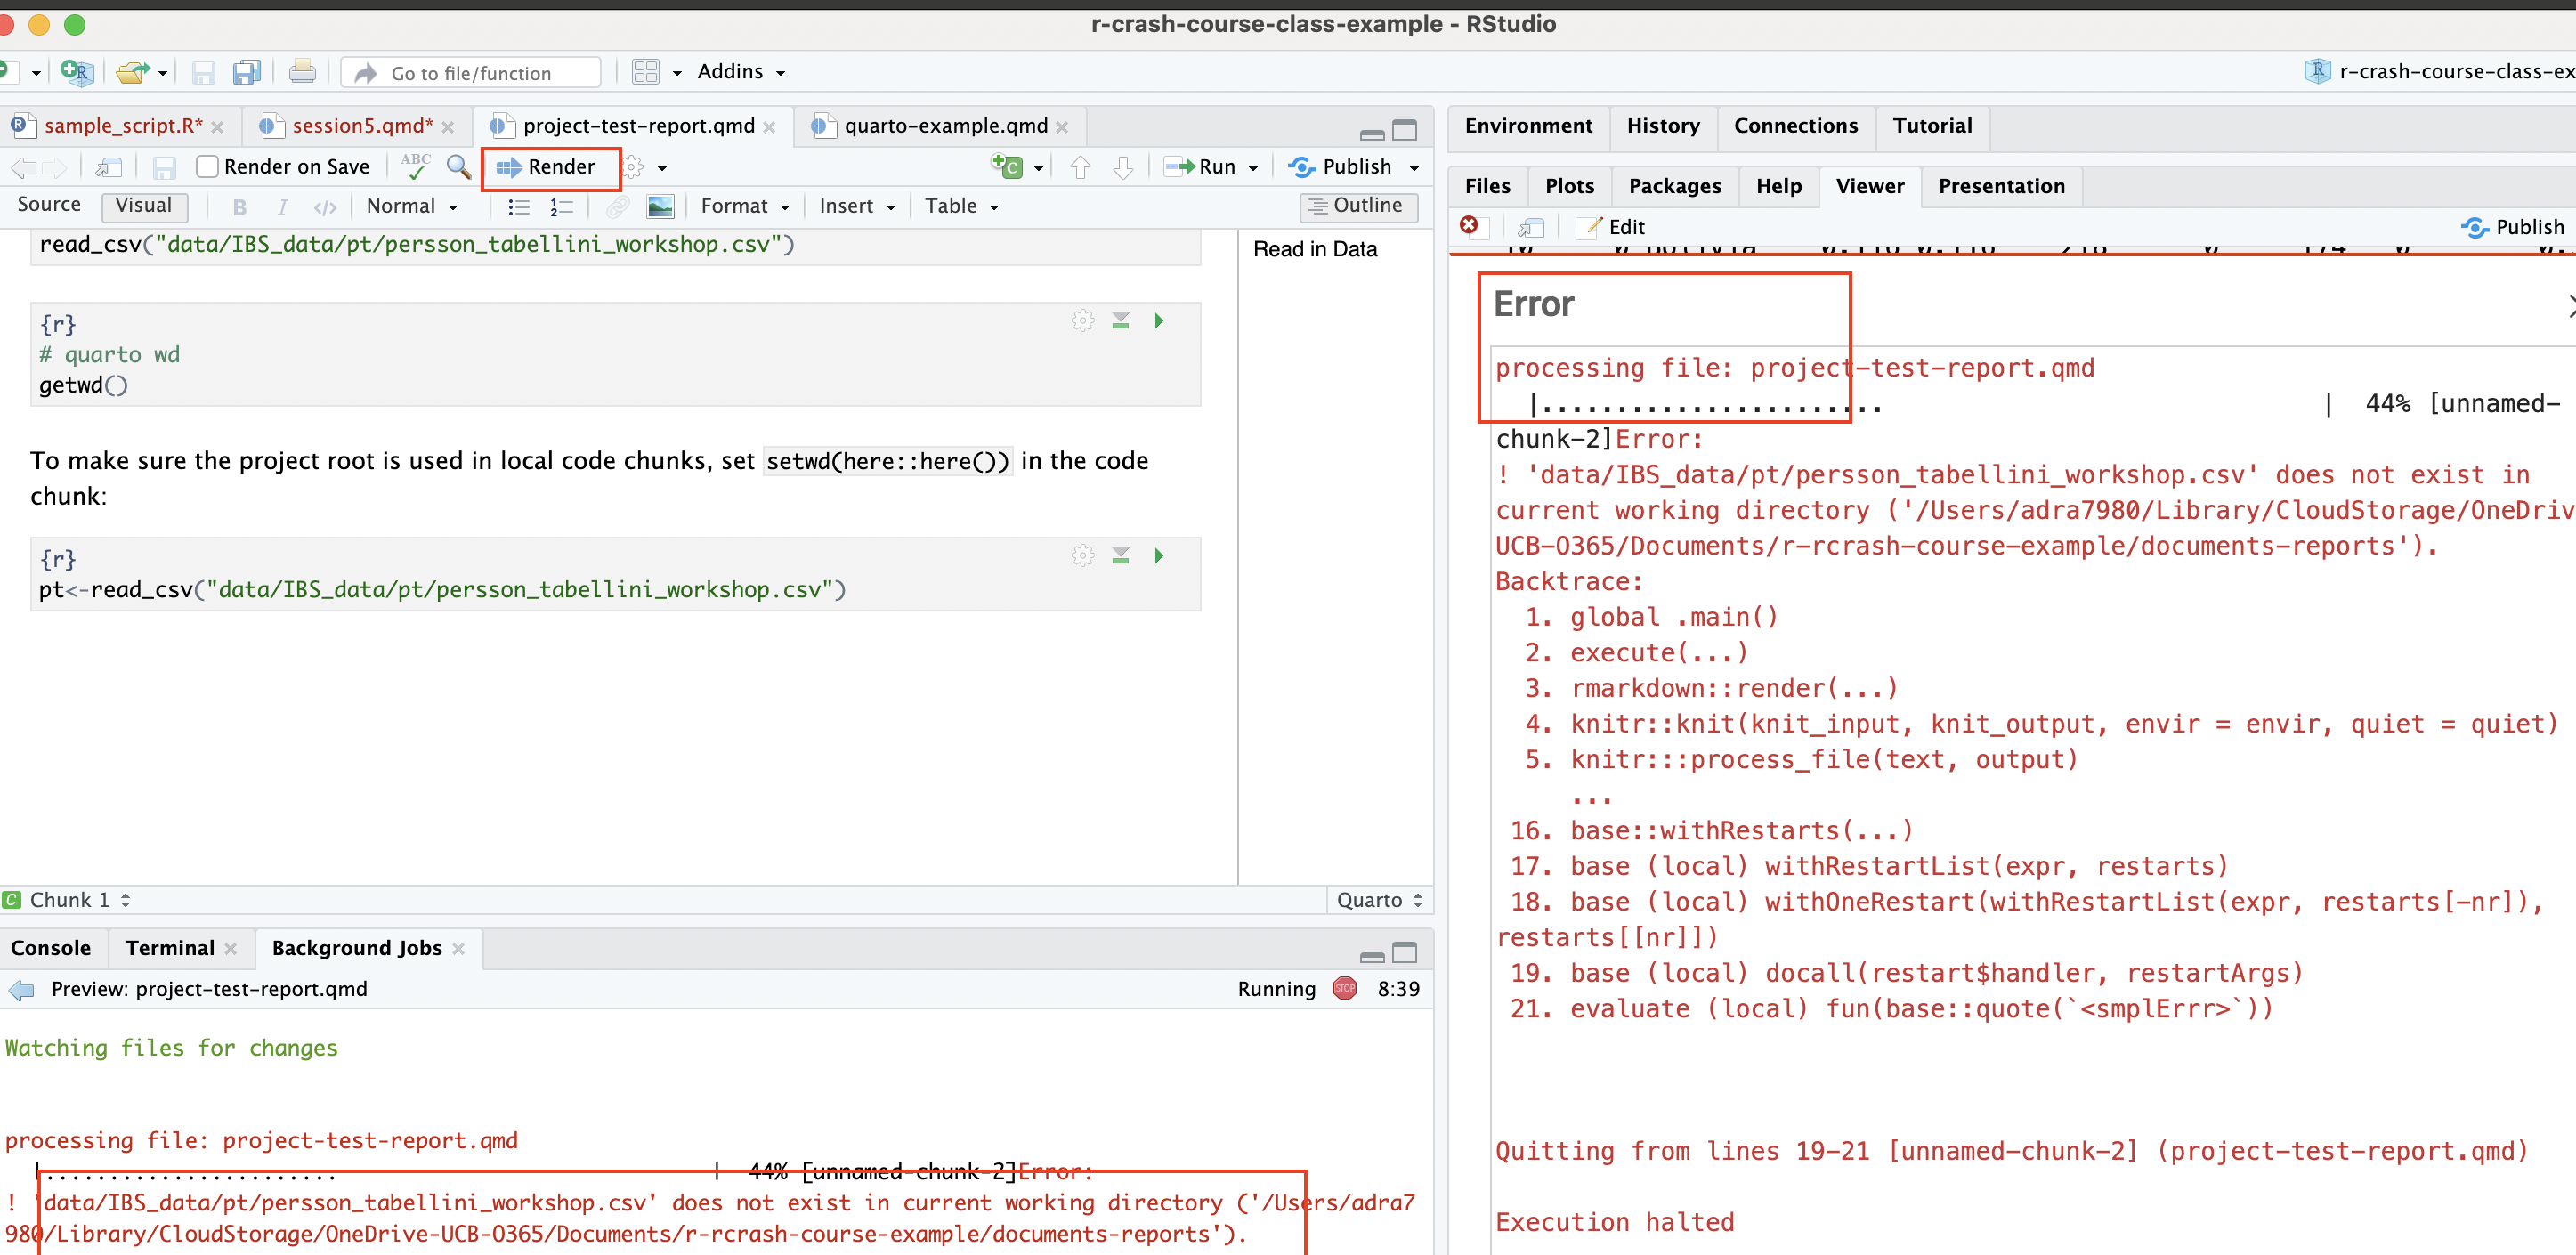 r-crash-course-class-example - RStudio
Go to file/function
Addins
r-crash-course-class-ex
sample_script.R*
session5.qmd*
project-test-report.qmd
quarto-example.qmd
Render on Save
ABC
Render
Run
Publish
Source
Visual
B
I
</>
Normal
Format
Insert
Table
Outline
read_csv("data/IBS_data/pt/persson_tabellini_workshop.csv")
Read in Data
{r}
# quarto wd
getwd()
To make sure the project root is used in local code chunks, set setwd(here::here()) in the code
chunk:
{r}
pt<-read_csv("data/IBS_data/pt/persson_tabellini_workshop.csv")
Chunk 1
Quarto
Console
Terminal
Background Jobs
Preview: project-test-report.qmd
Running
STOP
8:39
Watching files for changes
processing file: project-test-report.qmd
|....................... | 44% [unnamed-chunk-2]Error:
! 'data/IBS_data/pt/persson_tabellini_workshop.csv' does not exist in current working directory ('/Users/adra7
980/Library/CloudStorage/OneDrive-UCB-O365/Documents/r-rcrash-course-example/documents-reports').
Environment
History
Connections
Tutorial
Files
Plots
Packages
Help
Viewer
Presentation
Edit
Publish
Error
processing file: project-test-report.qmd
|....................... | 44% [unnamed-
chunk-2]Error:
! 'data/IBS_data/pt/persson_tabellini_workshop.csv' does not exist in
current working directory ('/Users/adra7980/Library/CloudStorage/OneDriv
UCB-O365/Documents/r-rcrash-course-example/documents-reports').
Backtrace:
1. global .main()
2. execute(...)
3. rmarkdown::render(...)
4. knitr::knit(knit_input, knit_output, envir = envir, quiet = quiet)
5. knitr:::process_file(text, output)
...
16. base::withRestarts(...)
17. base (local) withRestartList(expr, restarts)
18. base (local) withOneRestart(withRestartList(expr, restarts[-nr]),
restarts[[nr]])
19. base (local) docall(restart$handler, restartArgs)
21. evaluate (local) fun(base::quote(`<smplErrr>`))
Quitting from lines 19-21 [unnamed-chunk-2] (project-test-report.qmd)
Execution halted